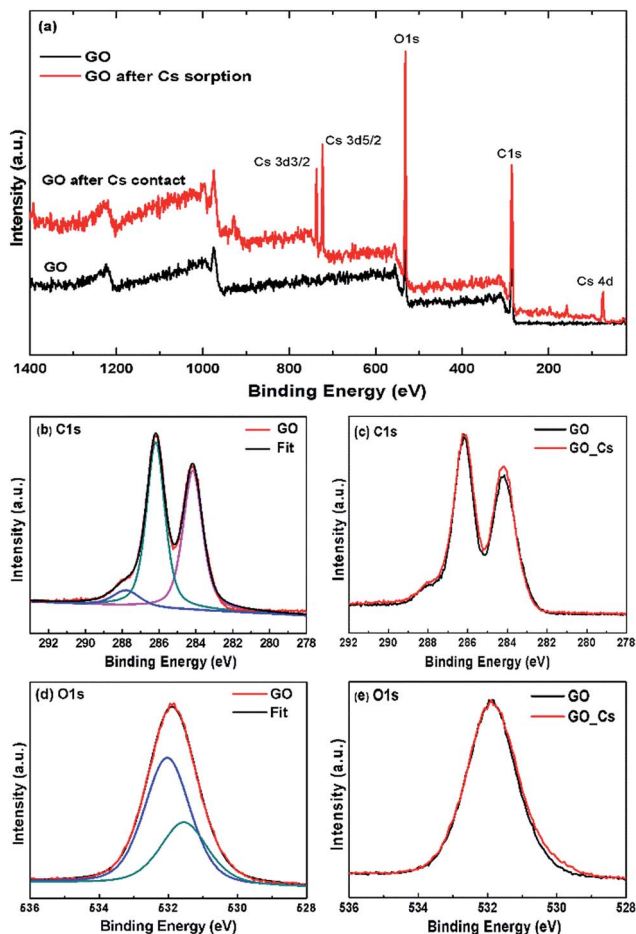 (a)
GO
GO after Cs sorption
O1s
Cs 3d3/2
Cs 3d5/2
C1s
GO after Cs contact
GO
Cs 4d
Intensity (a.u.)
1400 1200 1000 800 600 400 200
Binding Energy (eV)
(b) C1s
GO
Fit
Intensity (a.u.)
292 290 288 286 284 282 280 278
Binding Energy (eV)
(c) C1s
GO
GO_Cs
Intensity (a.u.)
292 290 288 286 284 282 280 278
Binding Energy (eV)
(d) O1s
GO
Fit
Intensity (a.u.)
536 534 532 530 528
Binding Energy (eV)
(e) O1s
GO
GO_Cs
Intensity (a.u.)
536 534 532 530 528
Binding Energy (eV)